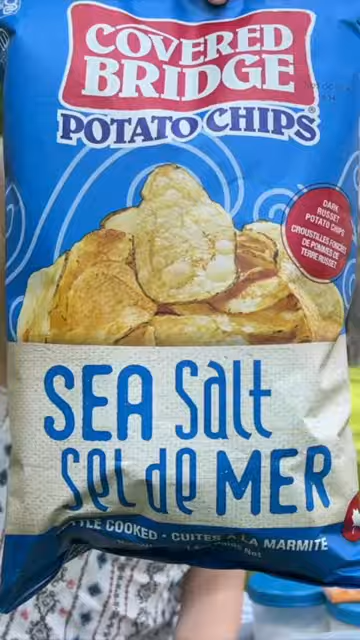 COVERED
BRIDGE
POTATO CHIPS®
DARK
RUSSET
POTATO CHIPS
CROUSTILLES FONCÉES
DE POMMES DE
TERRE RUSSET
SEA Salt
Sel de MER
TLE COOKED • CUITES À LA MARMITE